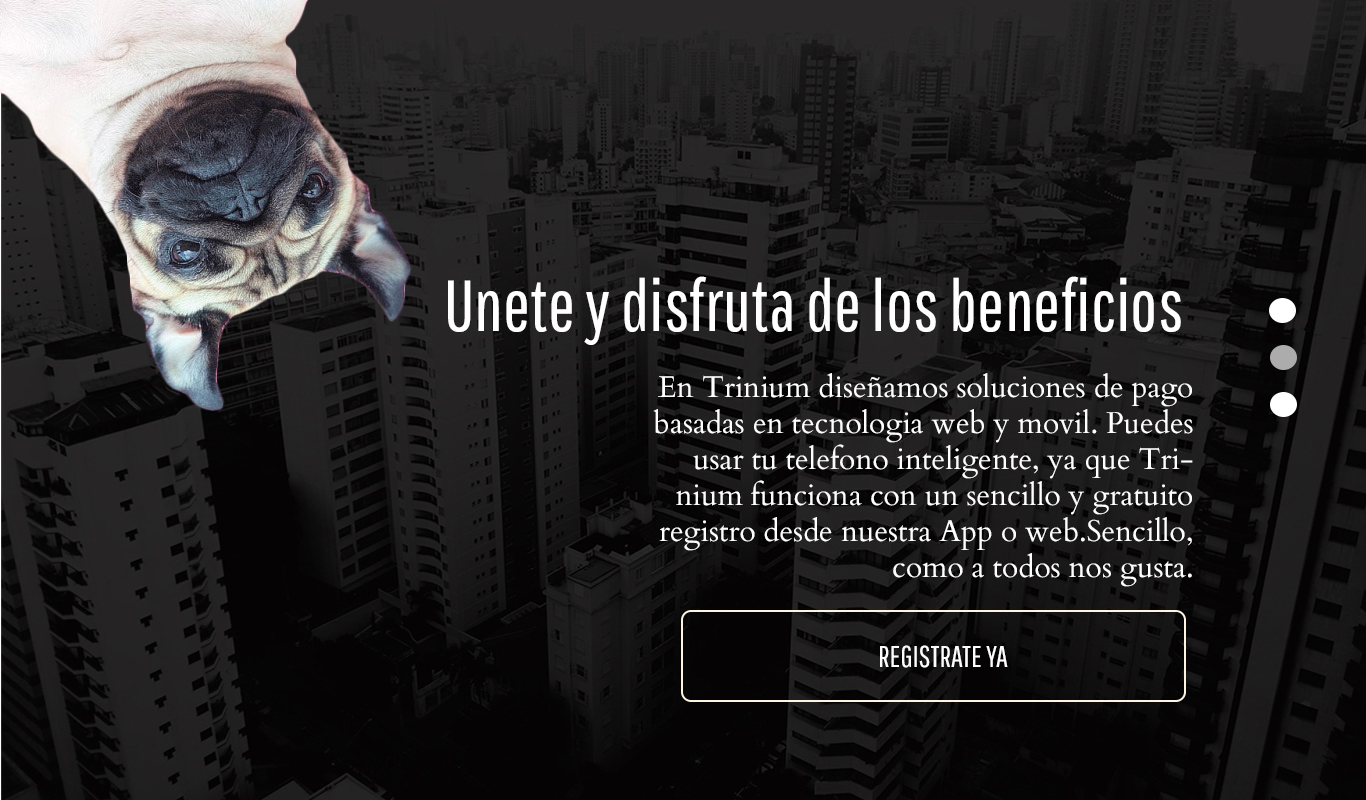 Unete y disfruta de los beneficios
En Trinium diseñamos soluciones de pago
basadas en tecnologia web y movil. Puedes
usar tu telefono inteligente, ya que Tri-
nium funciona con un sencillo y gratuito
registro desde nuestra App o web.Sencillo,
como a todos nos gusta.
REGISTRATE YA